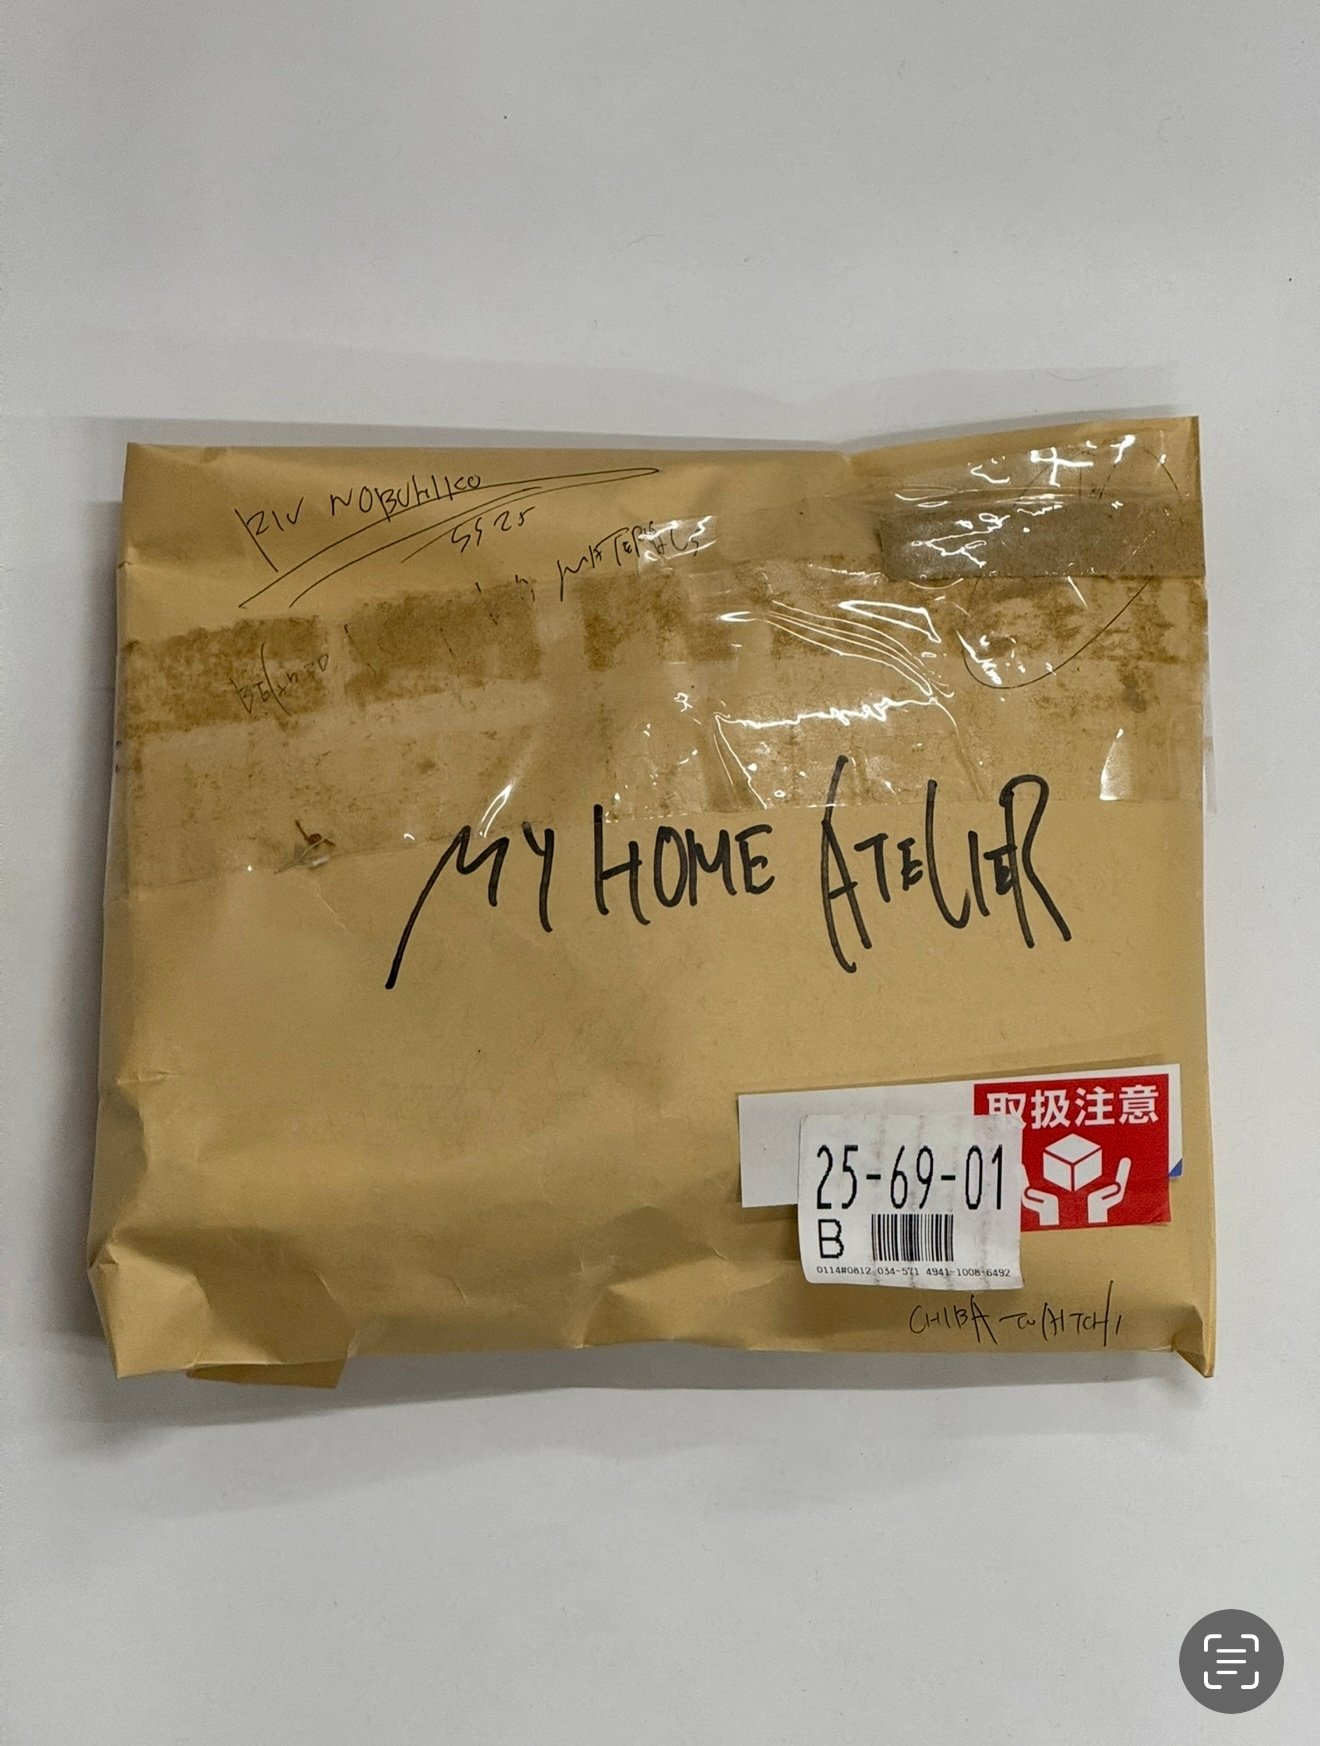 NOBUHIKO
SS25
MATERIALS
MY HOME ATELIER
取扱注意
25-69-01
B
0114#0812 034-571 4941-1008-6492
CHIBA